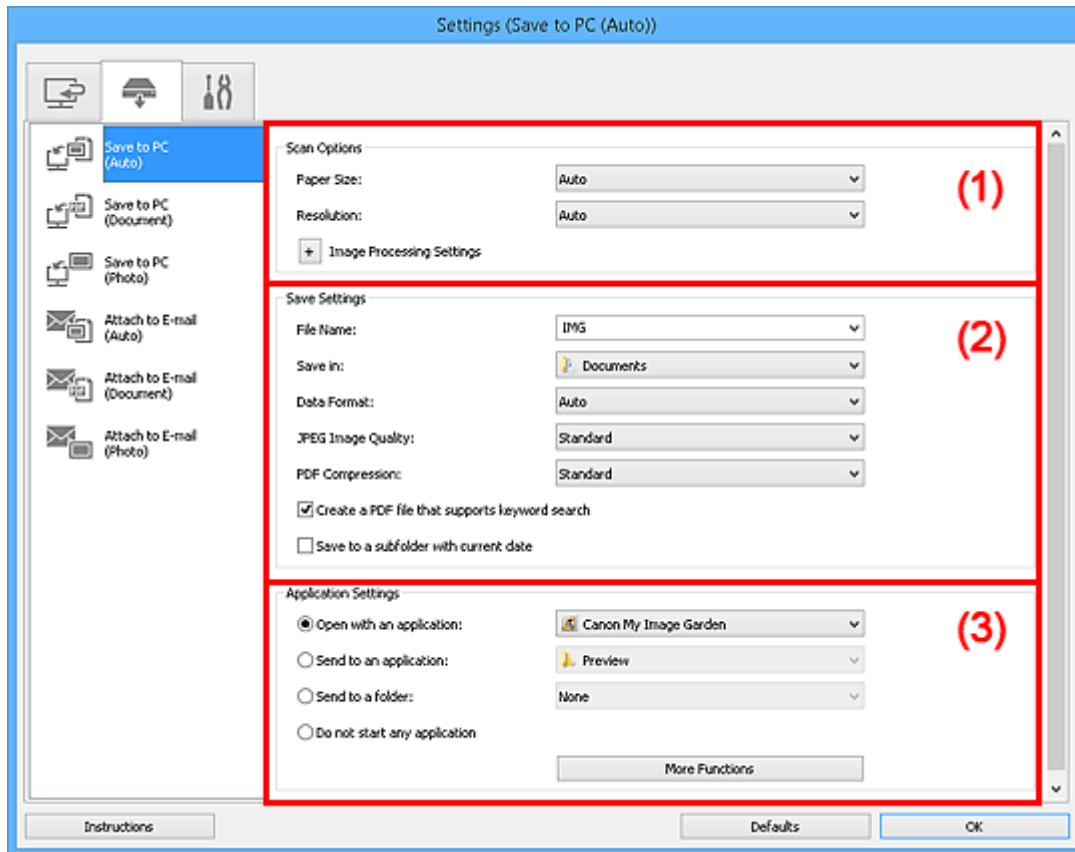 Settings (Save to PC (Auto))
Save to PC
(Auto)
Save to PC
(Document)
Save to PC
(Photo)
Attach to E-mail
(Auto)
Attach to E-mail
(Document)
Attach to E-mail
(Photo)
Scan Options
(1)
Paper Size: Auto
Resolution: Auto
+ Image Processing Settings
Save Settings
(2)
File Name: IMG
Save in: Documents
Data Format: Auto
JPEG Image Quality: Standard
PDF Compression: Standard
Create a PDF file that supports keyword search
Save to a subfolder with current date
Application Settings
(3)
Open with an application: Canon My Image Garden
Send to an application: Preview
Send to a folder: None
Do not start any application
More Functions
Instructions Defaults OK